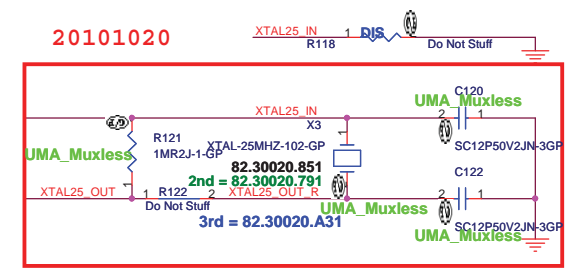 20101020
XTAL25_IN
1
DIS
R118
Do Not Stuff
XTAL25_IN
X3
C120
UMA_Muxless
2
1
SC12P50V2JN-3GP
R121
1MR2J-1-GP
UMA_Muxless
XTAL-25MHZ-102-GP
1
82.30020.851
2nd = 82.30020.791
C122
XTAL25_OUT
1
1
R122
2
XTAL25_OUT_R
2
1
Do Not Stuff
UMA_Muxless
SC12P50V2JN-3GP
3rd = 82.30020.A31
UMA_Muxless